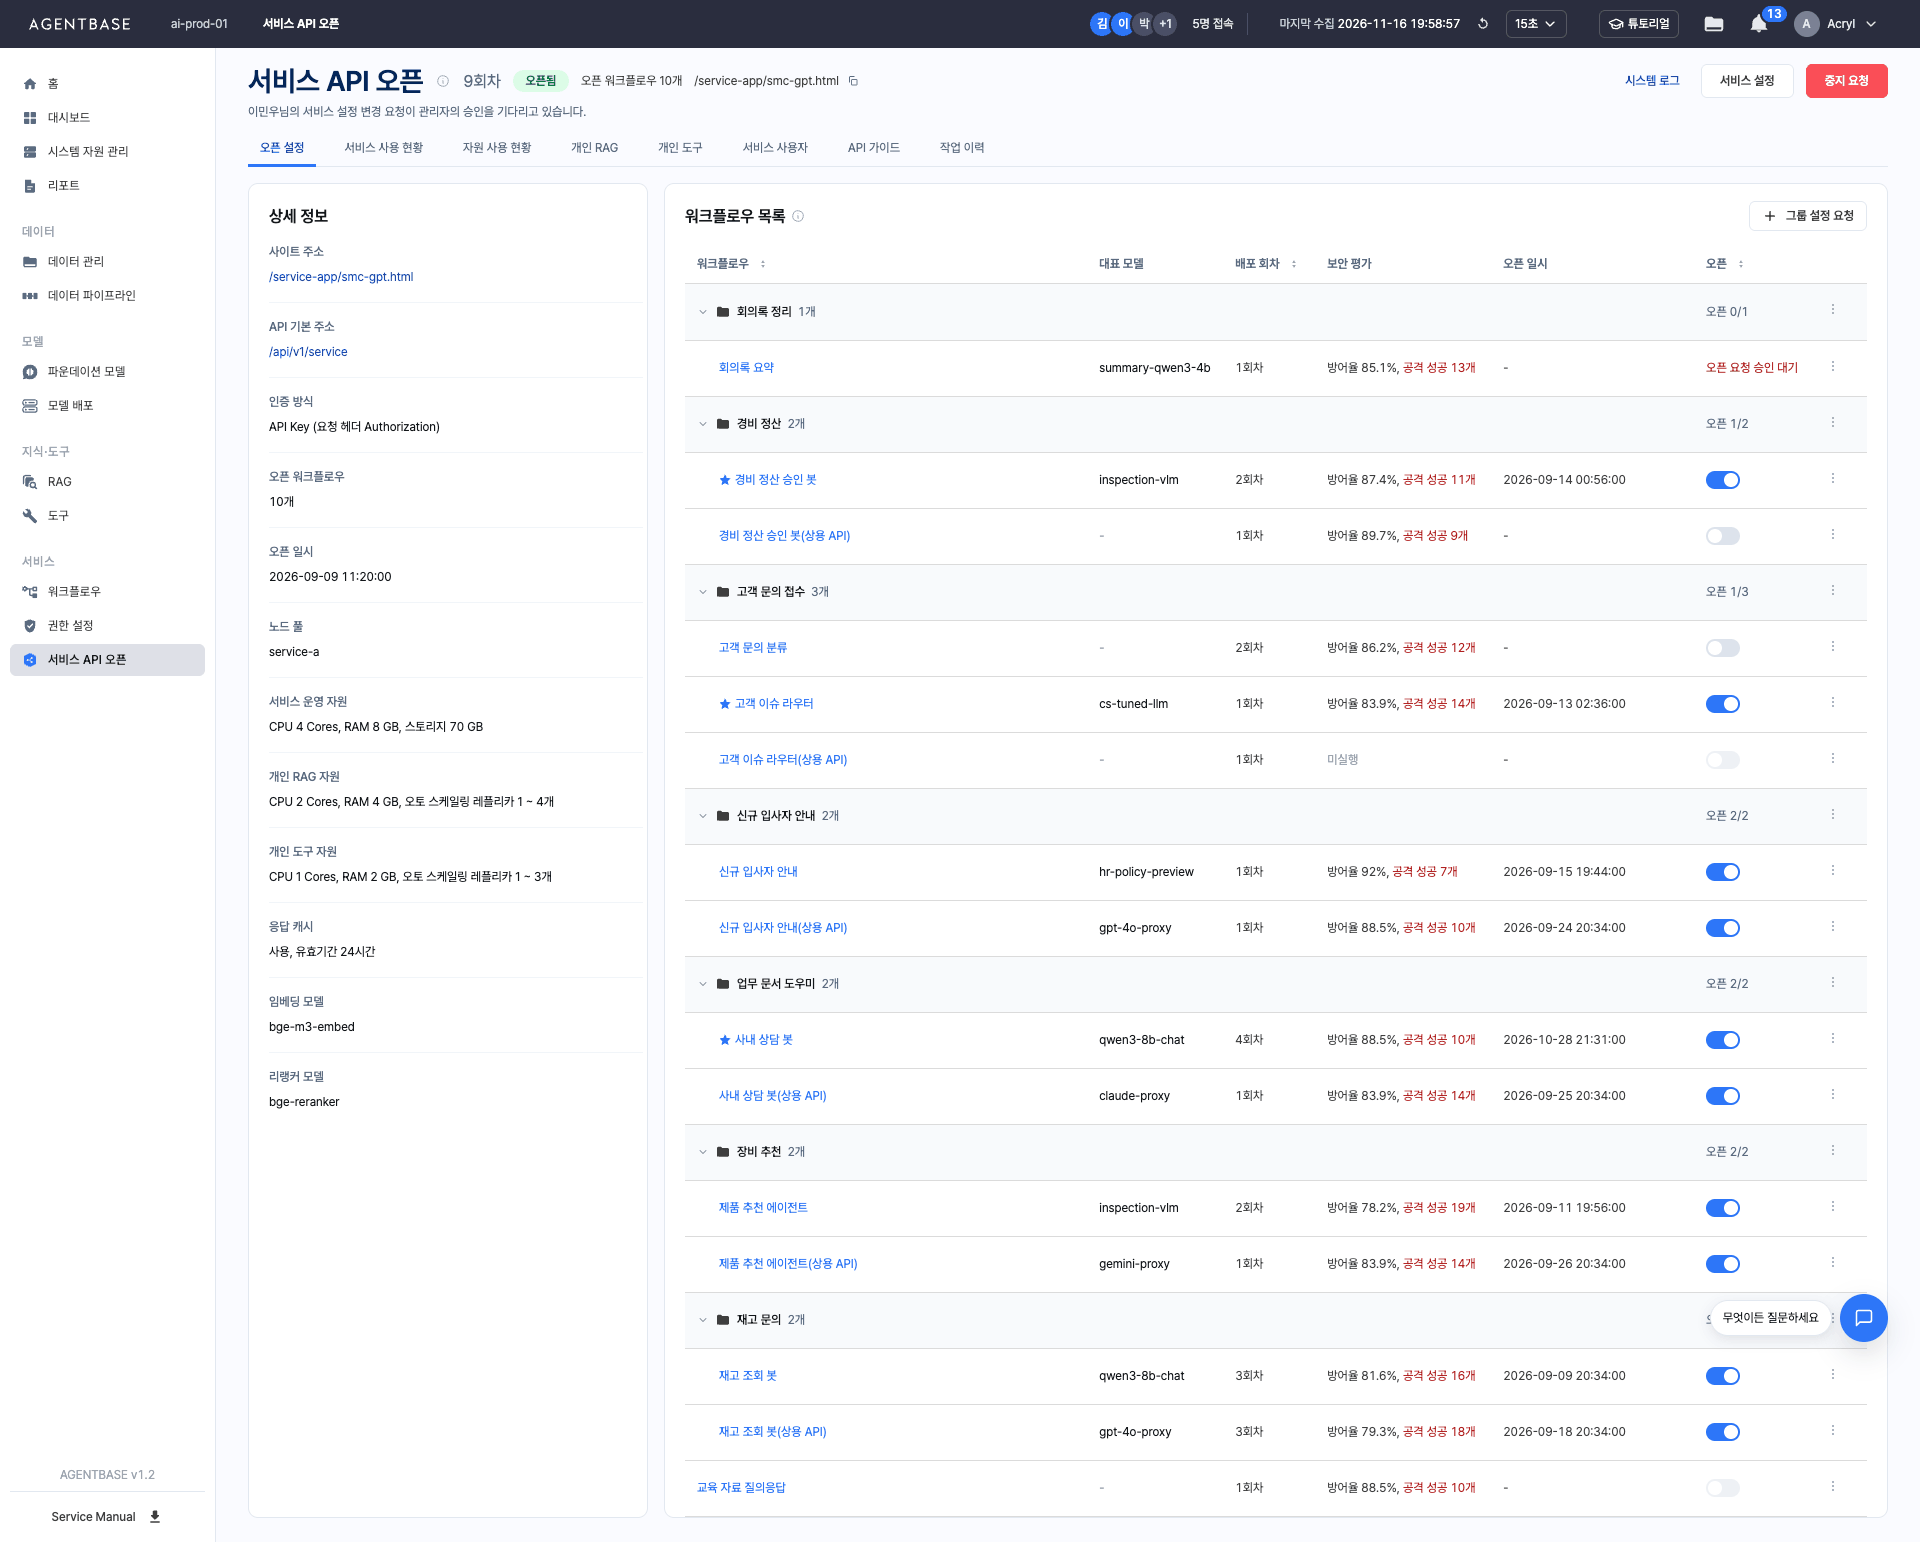 AGENTBASE
ai-prod-01
서비스 API 오픈
김 이 박 +1
5명 접속
마지막 수집 2026-11-16 19:58:57
15초
튜토리얼
13
A
Acryl
홈
대시보드
시스템 자원 관리
리포트
데이터
데이터 관리
데이터 파이프라인
모델
파운데이션 모델
모델 배포
지식·도구
RAG
도구
서비스
워크플로우
권한 설정
서비스 API 오픈
AGENTBASE v1.2
Service Manual
서비스 API 오픈
9회차
오픈됨
오픈 워크플로우 10개
/service-app/smc-gpt.html
이민우님의 서비스 설정 변경 요청이 관리자의 승인을 기다리고 있습니다.
시스템 로그
서비스 설정
중지 요청
오픈 설정
서비스 사용 현황
자원 사용 현황
개인 RAG
개인 도구
서비스 사용자
API 가이드
작업 이력
상세 정보
사이트 주소
/service-app/smc-gpt.html
API 기본 주소
/api/v1/service
인증 방식
API Key (요청 헤더 Authorization)
오픈 워크플로우
10개
오픈 일시
2026-09-09 11:20:00
노드 풀
service-a
서비스 운영 자원
CPU 4 Cores, RAM 8 GB, 스토리지 70 GB
개인 RAG 자원
CPU 2 Cores, RAM 4 GB, 오토 스케일링 레플리카 1 ~ 4개
개인 도구 자원
CPU 1 Cores, RAM 2 GB, 오토 스케일링 레플리카 1 ~ 3개
응답 캐시
사용, 유효기간 24시간
임베딩 모델
bge-m3-embed
리랭커 모델
bge-reranker
워크플로우 목록
그룹 설정 요청
워크플로우 대표 모델 배포 회차 보안 평가 오픈 일시 오픈
회의록 정리 1개 오픈 0/1
회의록 요약 summary-qwen3-4b 1회차 방어율 85.1%, 공격 성공 13개 - 오픈 요청 승인 대기
경비 정산 2개 오픈 1/2
경비 정산 승인 봇 inspection-vlm 2회차 방어율 87.4%, 공격 성공 11개 2026-09-14 00:56:00
경비 정산 승인 봇(상용 API) - 1회차 방어율 89.7%, 공격 성공 9개 -
고객 문의 접수 3개 오픈 1/3
고객 문의 분류 - 2회차 방어율 86.2%, 공격 성공 12개 -
고객 이슈 라우터 cs-tuned-llm 1회차 방어율 83.9%, 공격 성공 14개 2026-09-13 02:36:00
고객 이슈 라우터(상용 API) - 1회차 미실행 -
신규 입사자 안내 2개 오픈 2/2
신규 입사자 안내 hr-policy-preview 1회차 방어율 92%, 공격 성공 7개 2026-09-15 19:44:00
신규 입사자 안내(상용 API) gpt-4o-proxy 1회차 방어율 88.5%, 공격 성공 10개 2026-09-24 20:34:00
업무 문서 도우미 2개 오픈 2/2
사내 상담 봇 qwen3-8b-chat 4회차 방어율 88.5%, 공격 성공 10개 2026-10-28 21:31:00
사내 상담 봇(상용 API) claude-proxy 1회차 방어율 83.9%, 공격 성공 14개 2026-09-25 20:34:00
장비 추천 2개 오픈 2/2
제품 추천 에이전트 inspection-vlm 2회차 방어율 78.2%, 공격 성공 19개 2026-09-11 19:56:00
제품 추천 에이전트(상용 API) gemini-proxy 1회차 방어율 83.9%, 공격 성공 14개 2026-09-26 20:34:00
재고 문의 2개
무엇이든 질문하세요
재고 조회 봇 qwen3-8b-chat 3회차 방어율 81.6%, 공격 성공 16개 2026-09-09 20:34:00
재고 조회 봇(상용 API) gpt-4o-proxy 3회차 방어율 79.3%, 공격 성공 18개 2026-09-18 20:34:00
교육 자료 질의응답 - 1회차 방어율 88.5%, 공격 성공 10개 -